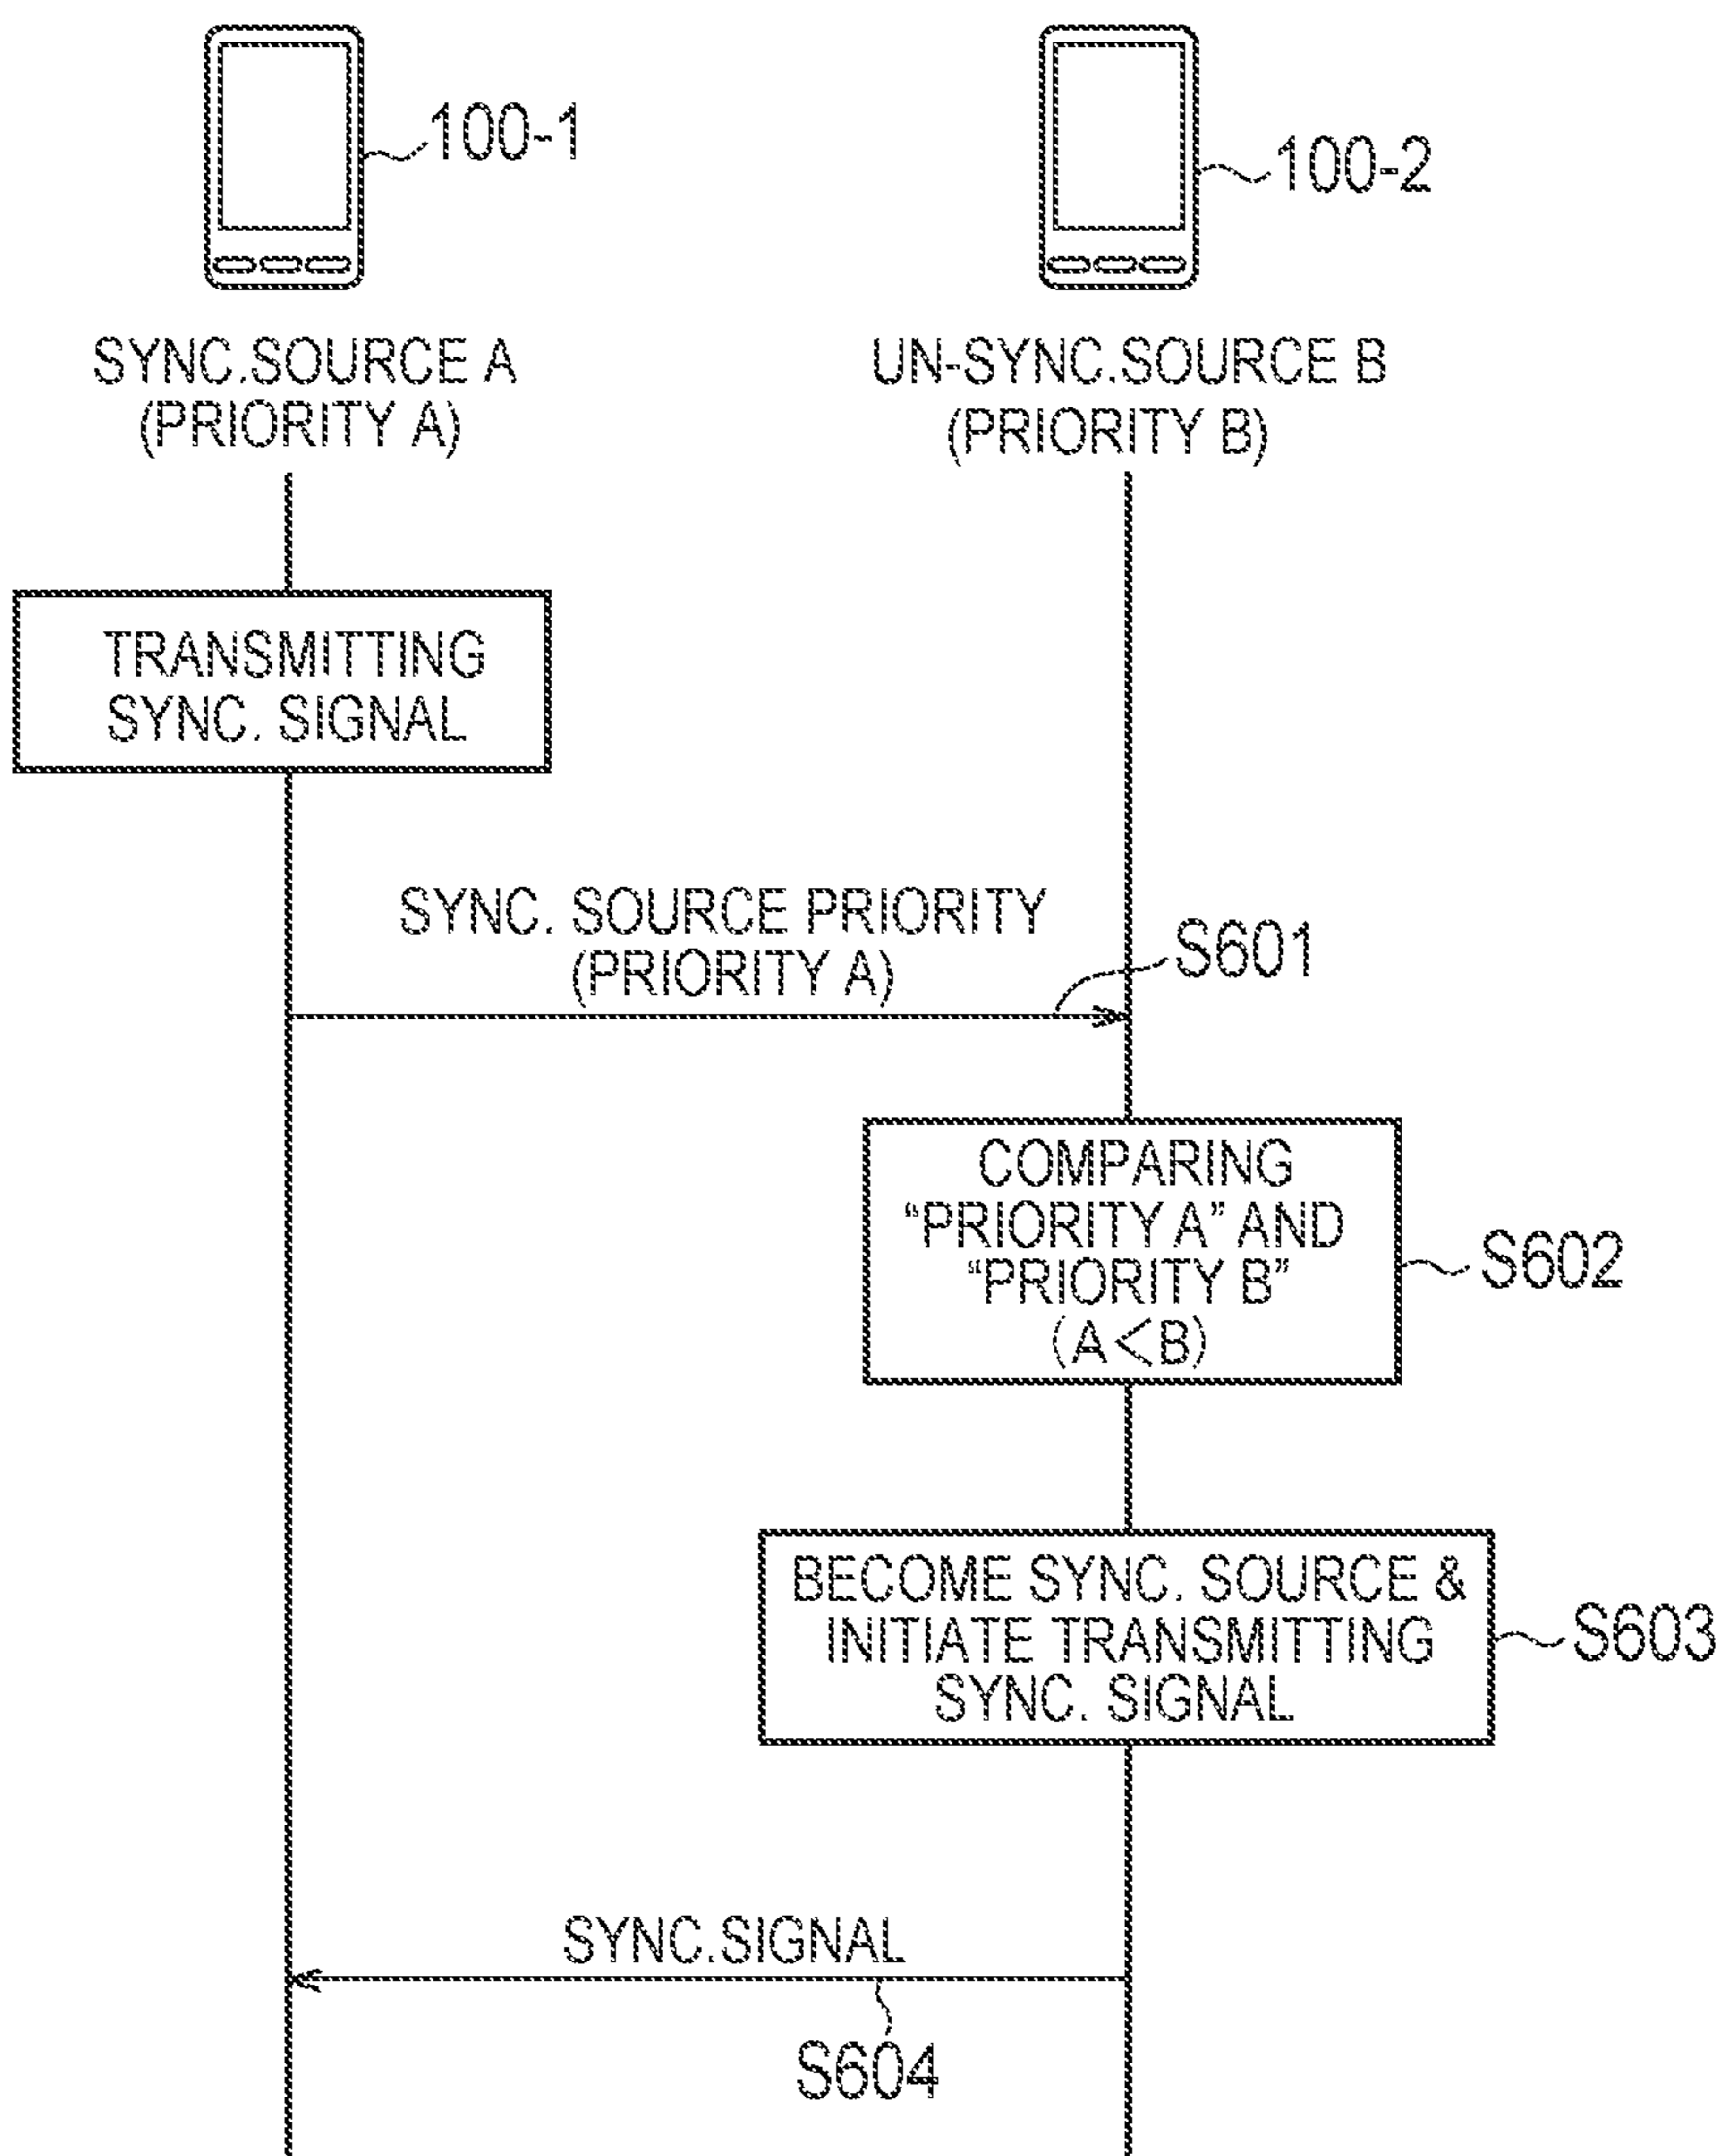 100-1
100-2
SYNC.SOURCE A
(PRIORITY A)
UN-SYNC.SOURCE B
(PRIORITY B)
TRANSMITTING
SYNC. SIGNAL
SYNC. SOURCE PRIORITY
(PRIORITY A)
S601
COMPARING
“PRIORITY A” AND
“PRIORITY B”
(A<B)
S602
BECOME SYNC. SOURCE &
INITIATE TRANSMITTING
SYNC. SIGNAL
S603
SYNC.SIGNAL
S604